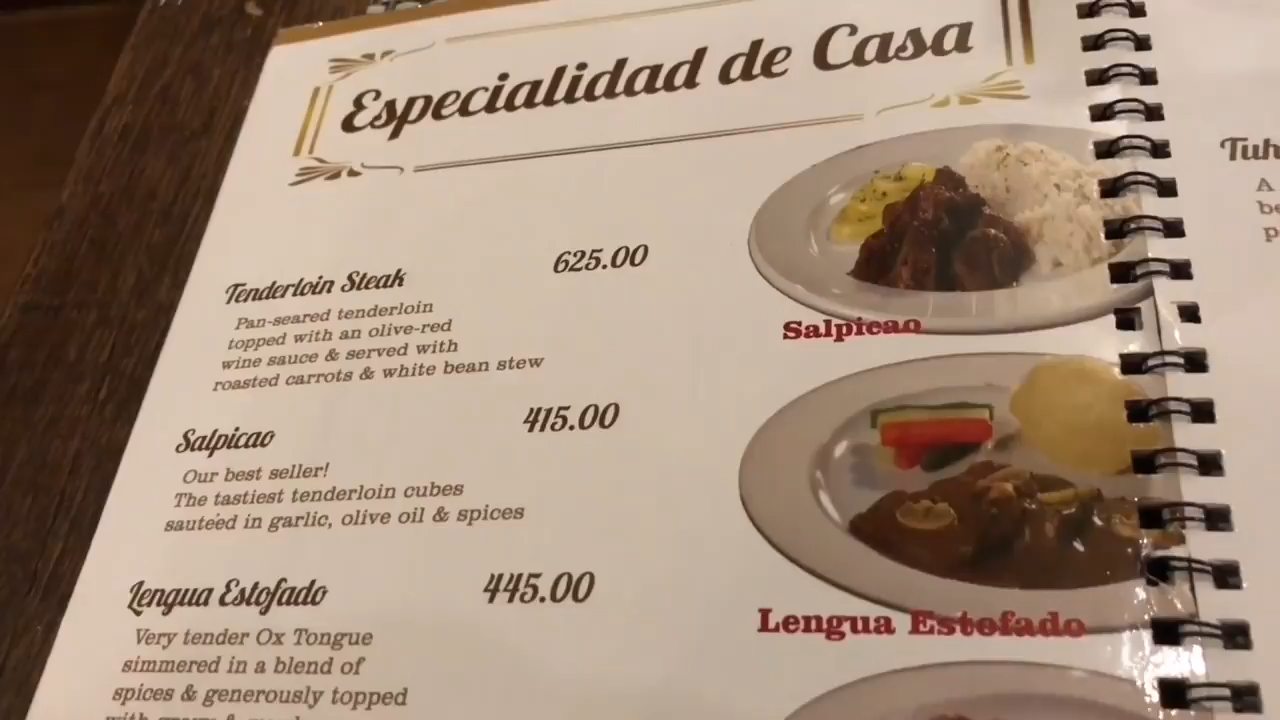 Especialidad de Casa
Tenderloin Steak 625.00
Pan-seared tenderloin
topped with an olive-red
wine sauce & served with
roasted carrots & white bean stew
Salpicao 415.00
Our best seller!
The tastiest tenderloin cubes
sauteéd in garlic, olive oil & spices
Lengua Estofado 445.00
Very tender Ox Tongue
simmered in a blend of
spices & generously topped
Salpicao
Lengua Estofado
A